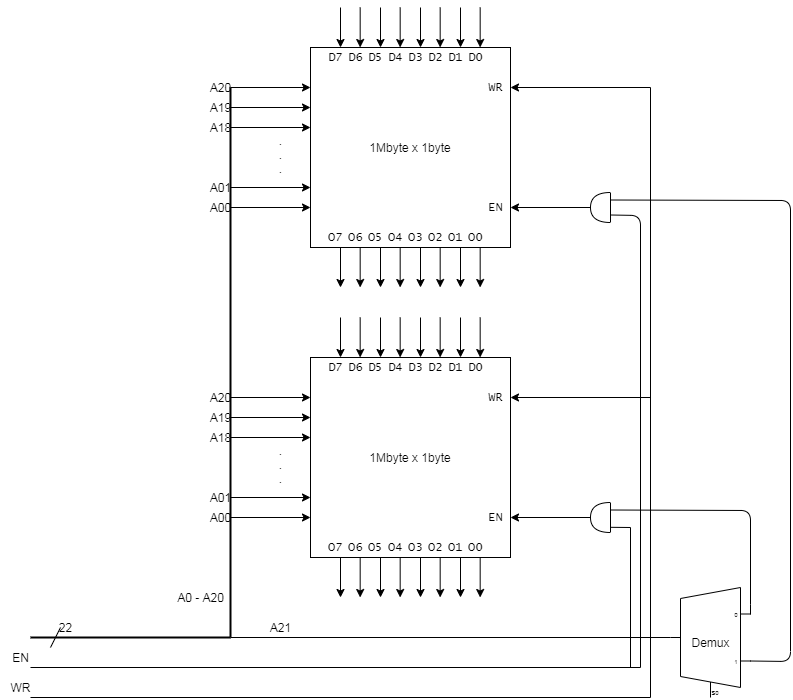 D7 D6 D5 D4 D3 D2 D1 D0
A20
WR
A19
A18
.
.
.
1Mbyte x 1byte
A01
A00
EN
O7 O6 O5 O4 O3 O2 O1 O0
D7 D6 D5 D4 D3 D2 D1 D0
A20
WR
A19
A18
.
.
.
1Mbyte x 1byte
A01
A00
EN
O7 O6 O5 O4 O3 O2 O1 O0
A0 - A20
22
A21
0
Demux
1
S0
EN
WR